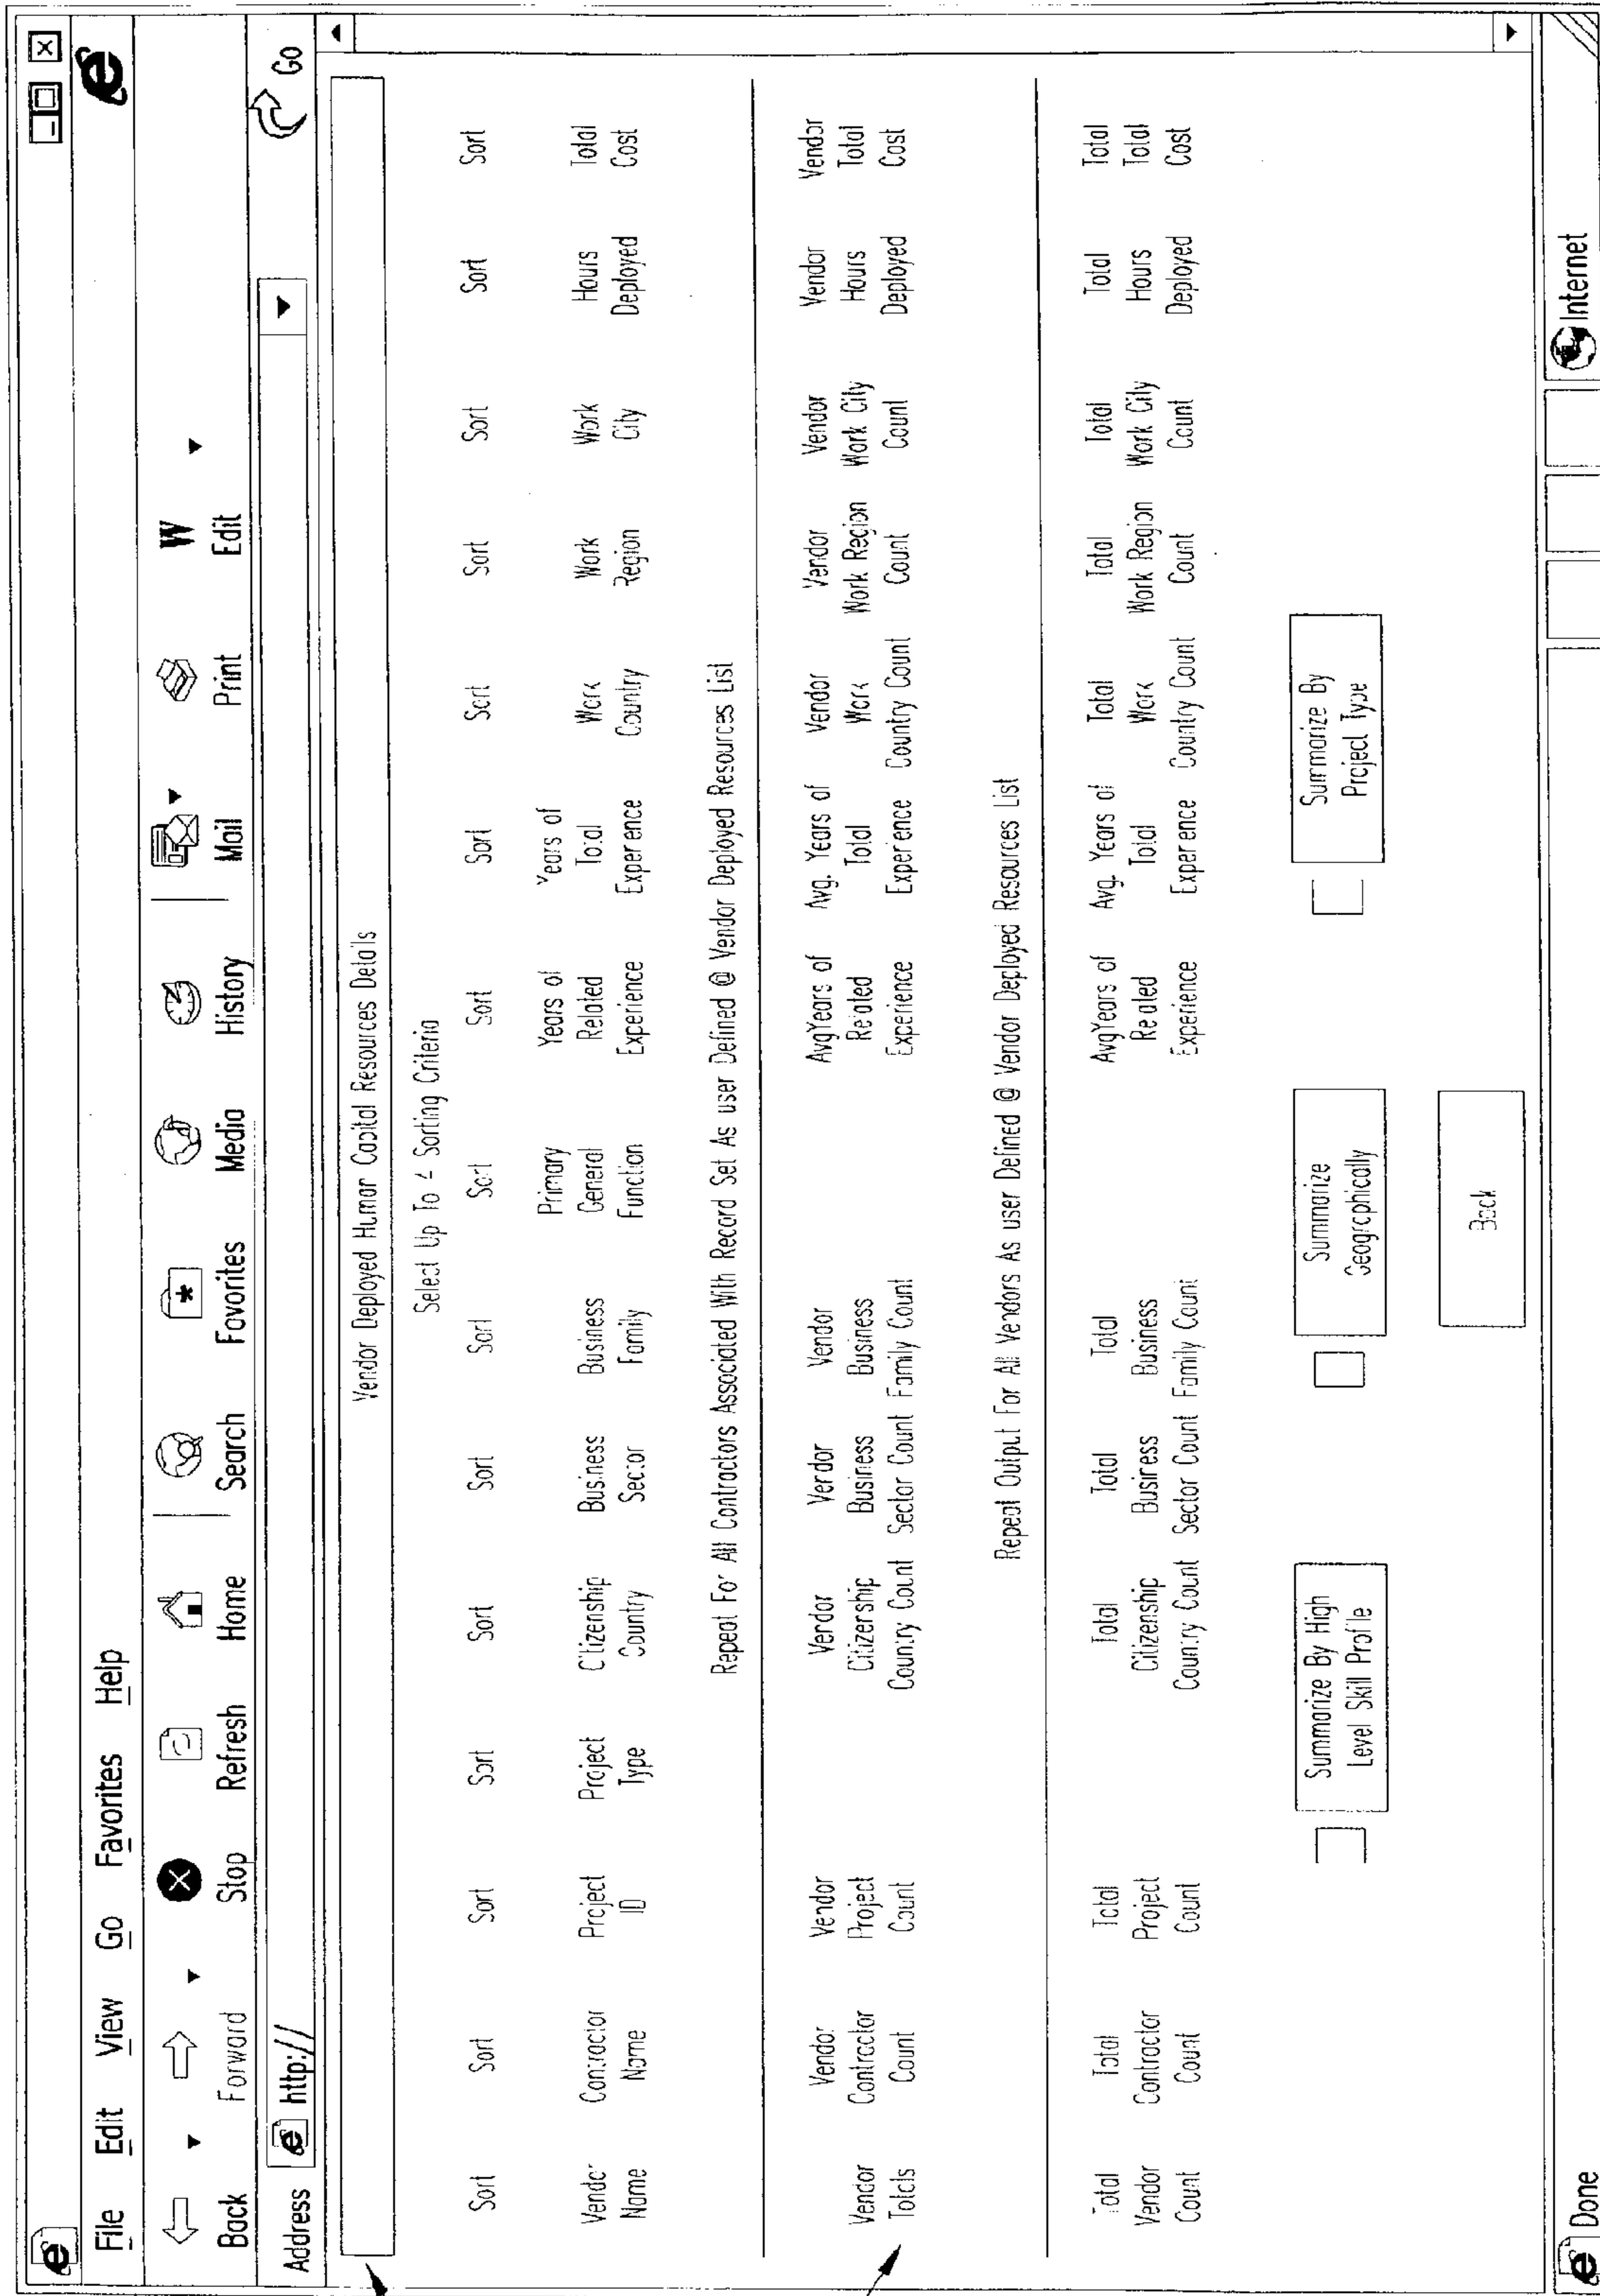 File Edit View Go Favorites Help
Back Forward Stop Refresh Home Search Favorites Media History Mail Print Edit
Address http:// Go
Vendor Deployed Human Capital Resources Details
Select Up To 4 Sorting Criteria
Sort Sort Sort Sort Sort Sort Sort Sort Sort Sort Sort Sort Sort Sort Sort
Primary Years of Years of
Vendor Contractor Project Project Citizenship Business Business General Related Total Work Work Work Hours Total
Name Name ID Type Country Sector Family Function Experience Experience Country Region City Deployed Cost
Repeat For All Contractors Associated With Record Set As user Defined @ Vendor Deployed Resources List
Vendor Vendor Vendor Vendor Vendor AvgYears of Avg. Years of Vendor Vendor Vendor Vendor Vendor
Vendor Contractor Project Citizenship Business Business Related Total Work Work Region Work City Hours Total
Totals Count Count Country Count Sector Count Family Count Experience Experience Country Count Count Count Deployed Cost
Repeat Output For All Vendors As user Defined @ Vendor Deployed Resources List
Total Total Total Total Total Total AvgYears of Avg. Years of Total Total Total Total Total
Vendor Contractor Project Citizenship Business Business Related Total Work Work Region Work City Hours Total
Count Count Count Country Count Sector Count Family Count Experience Experience Country Count Count Count Deployed Cost
Summarize By High Summarize Summarize By
Level Skill Profile Geographically Project Type
Back
Done Internet